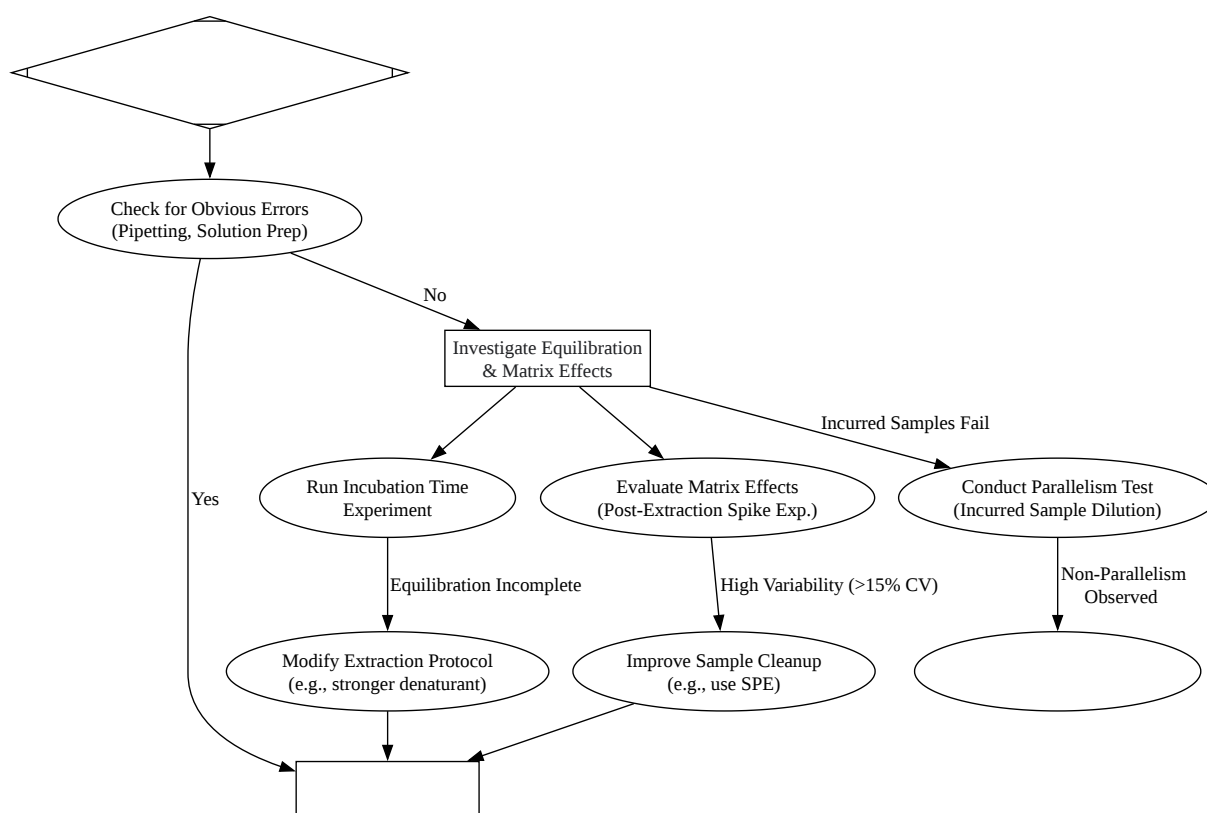 Check for Obvious Errors
(Pipetting, Solution Prep)
No
Investigate Equilibration
& Matrix Effects
Incurred Samples Fail
Yes
Run Incubation Time
Experiment
Evaluate Matrix Effects
(Post-Extraction Spike Exp.)
Conduct Parallelism Test
(Incurred Sample Dilution)
Equilibration Incomplete
High Variability (>15% CV)
Non-Parallelism
Observed
Modify Extraction Protocol
(e.g., stronger denaturant)
Improve Sample Cleanup
(e.g., use SPE)